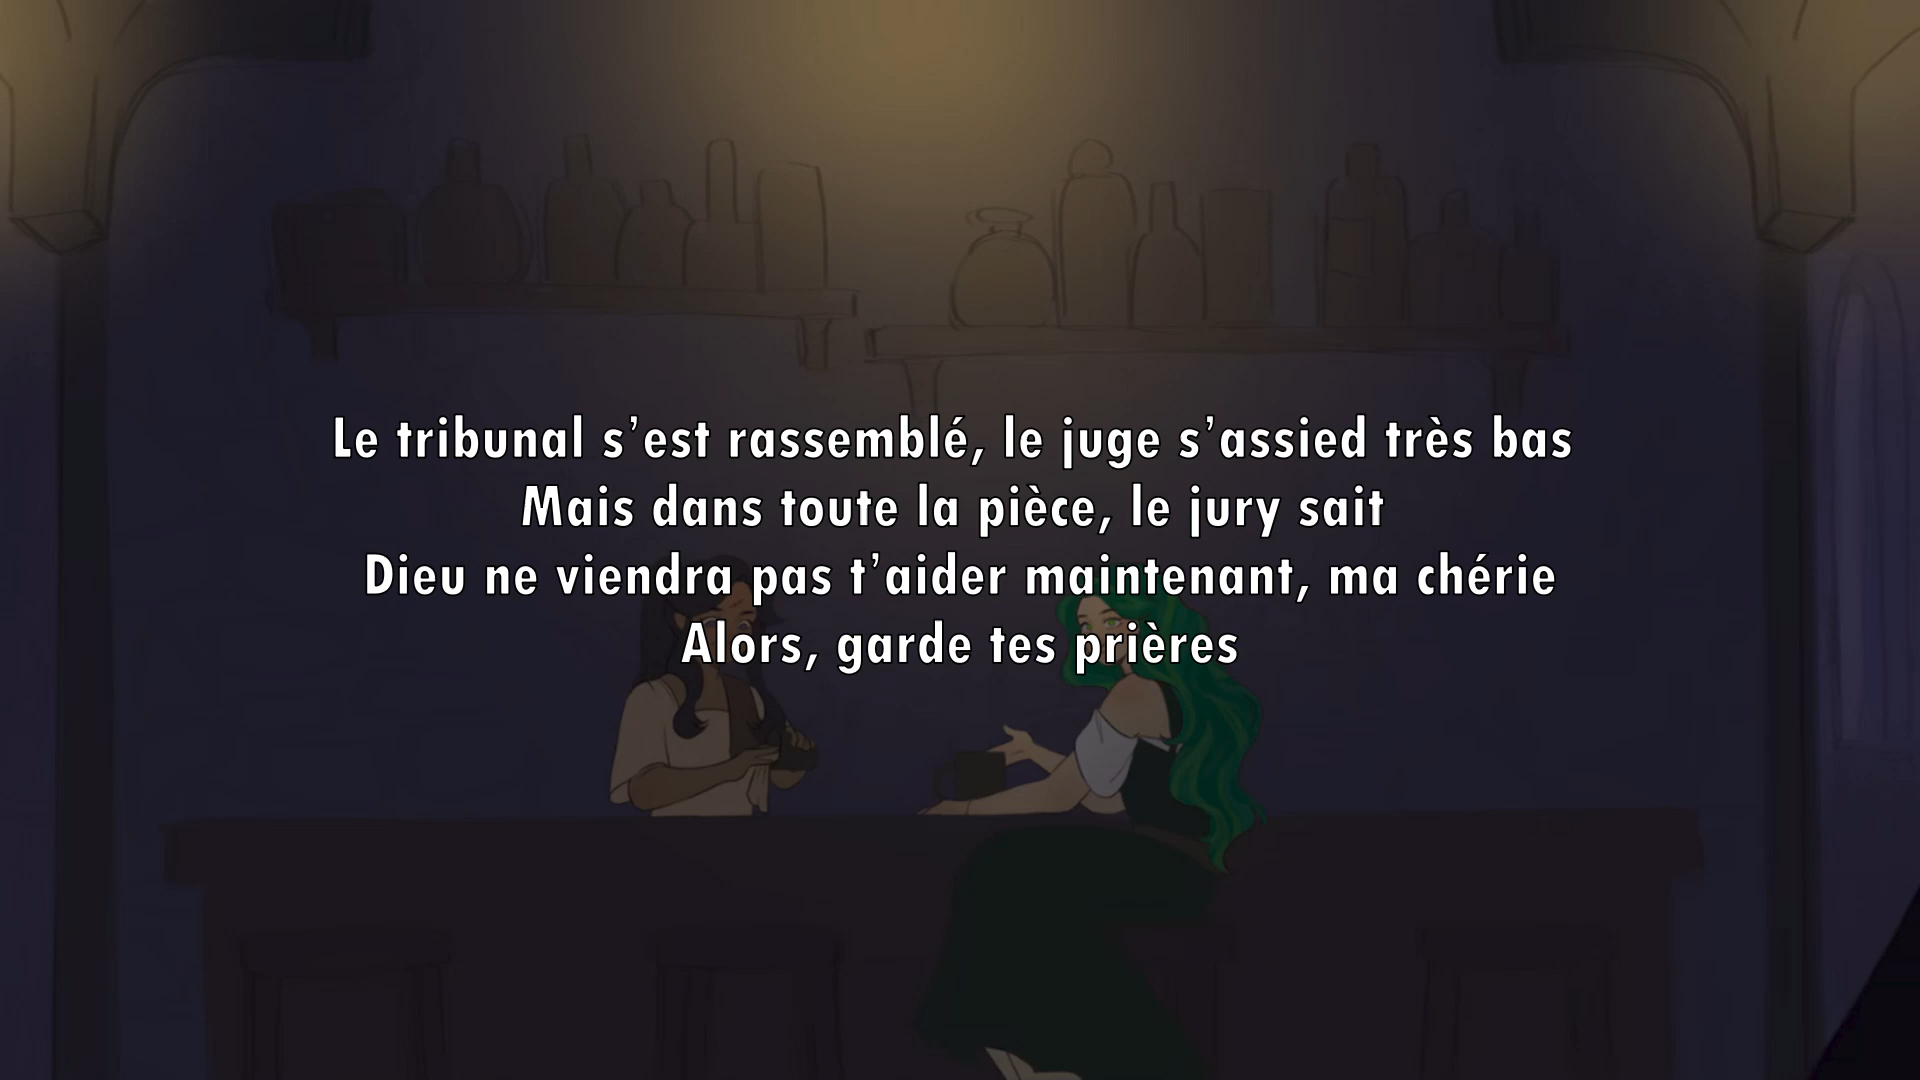 Le tribunal s’est rassemblé, le juge s’assied très bas
Mais dans toute la pièce, le jury sait
Dieu ne viendra pas t’aider maintenant, ma chérie
Alors, garde tes prières